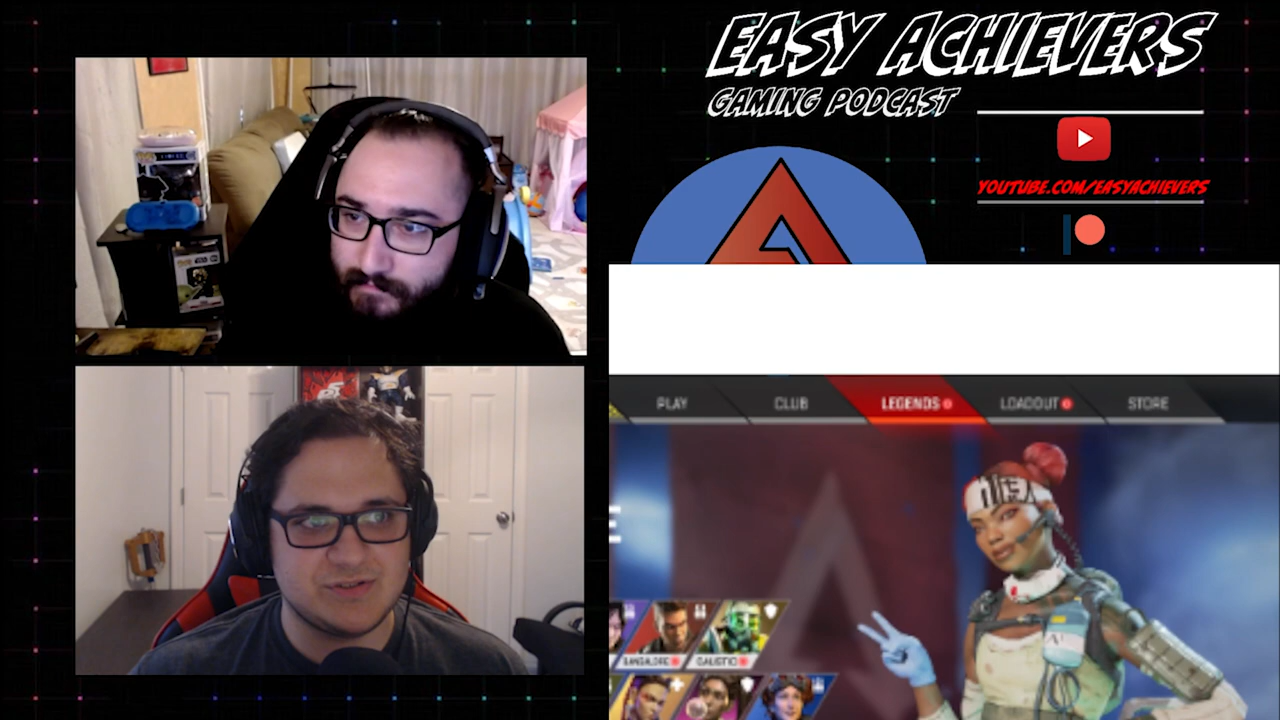 EASY ACHIEVERS
GAMING PODCAST
YOUTUBE.COM/EASYACHIEVERS
PLAY
CLUB
LEGENDS
LOADOUT
STORE
BANGALORE
CAUSTIC